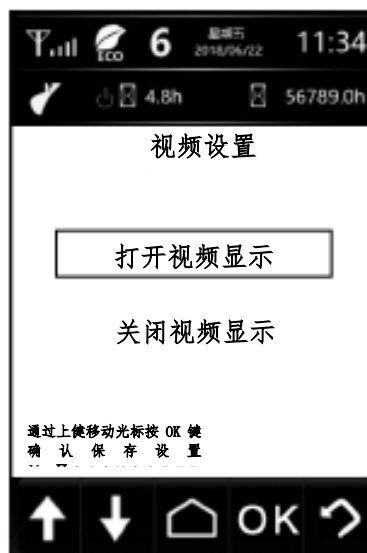 ECO 6 星期五 11:34
2018/06/22
4.8h 56789.0h
视频设置
打开视频显示
关闭视频显示
通过上健移动光标按 OK 键
确 认 保 存 设 置
OK